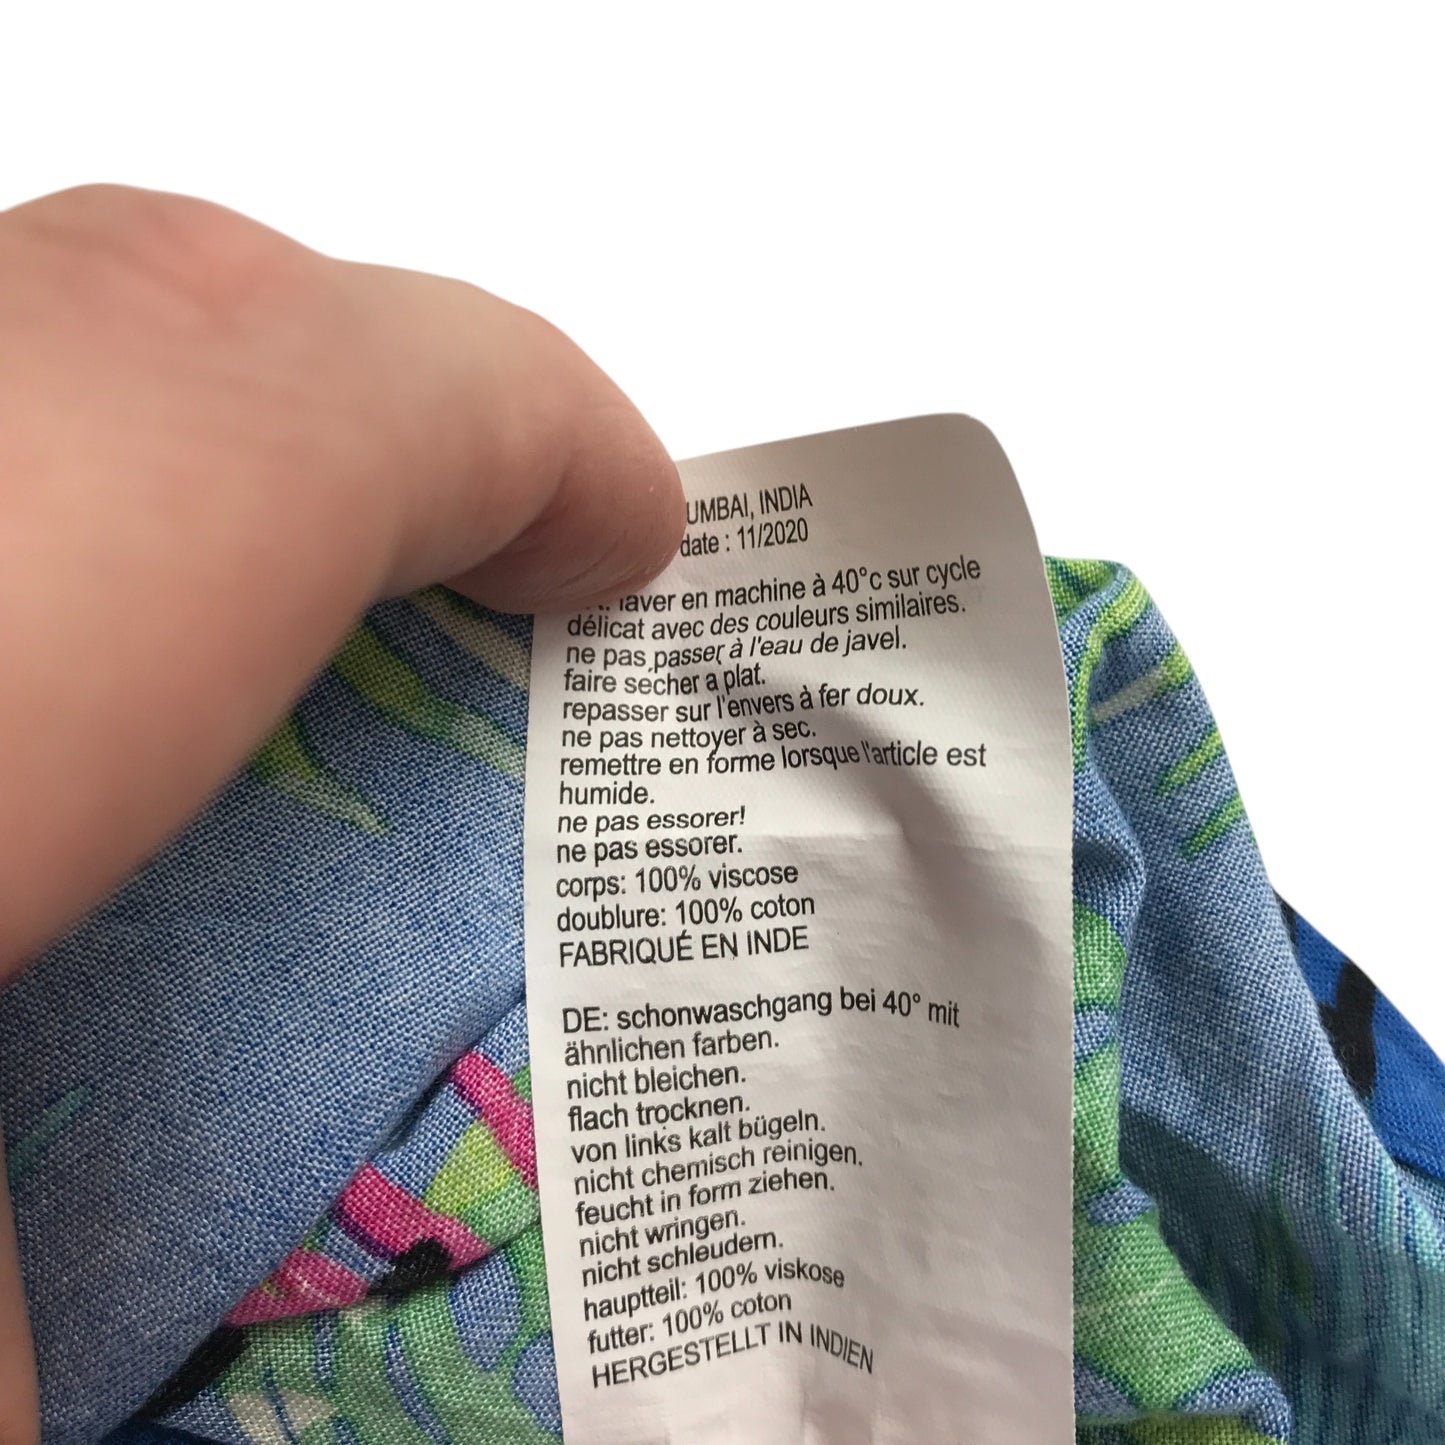 UMBAI, INDIA
date : 11/2020
laver en machine à 40°c sur cycle
délicat avec des couleurs similaires.
ne pas passer à l'eau de javel.
faire secher a plat.
repasser sur l'envers à fer doux.
ne pas nettoyer à sec.
remettre en forme lorsque l'article est
humide.
ne pas essorer!
ne pas essorer.
corps: 100% viscose
doublure: 100% coton
FABRIQUÉ EN INDE
DE: schonwaschgang bei 40° mit
ähnlichen farben.
nicht bleichen.
flach trocknen.
von links kalt bügeln.
nicht chemisch reinigen.
feucht in form ziehen.
nicht wringen.
nicht schleudern.
hauptteil: 100% viskose
futter: 100% coton
HERGESTELLT IN INDIEN